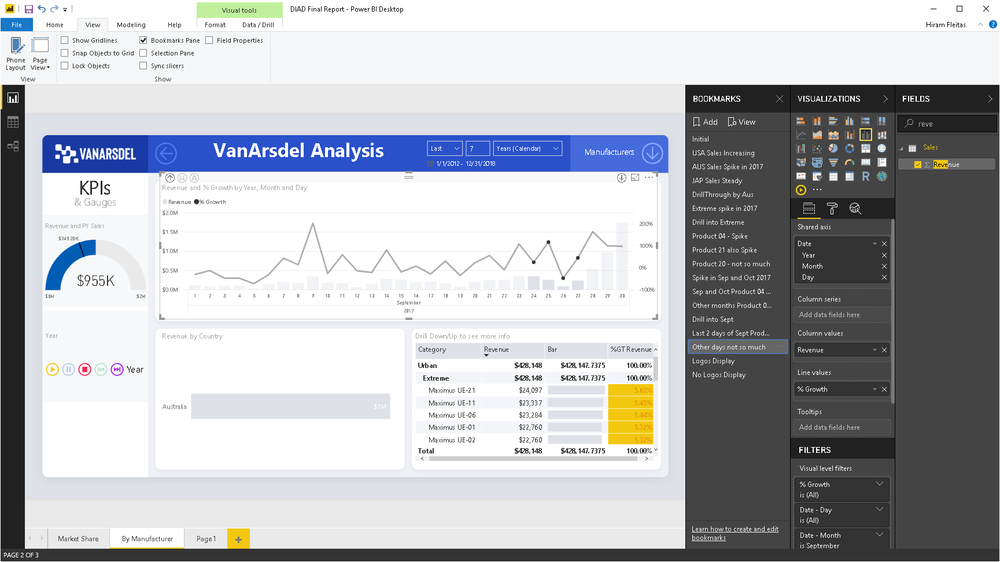 Visual tools
DIAD Final Report - Power BI Desktop
File
Home
View
Modeling
Help
Format
Data / Drill
Hiram Fleitas
Phone Layout
Page View
Show Gridlines
Snap Objects to Grid
Lock Objects
Bookmarks Pane
Selection Pane
Sync slicers
Field Properties
View
Show
VANARSDEL
VanArsdel Analysis
Last
7
Years (Calendar)
1/1/2012 - 12/31/2018
Manufacturers
KPIs
& Gauges
Revenue and PY Sales
$749.20K
$955K
$0M
$2M
Year
Year
Revenue and % Growth by Year, Month and Day
Revenue % Growth
$2.0M
$1.5M
$1.0M
$0.5M
$0.0M
200%
100%
0%
-100%
1 2 3 4 5 6 7 8 9 10 11 12 13 14 15 16 17 18 19 20 21 22 23 24 25 26 27 28 29 30
September
2017
Revenue by Country
Australia
$1M
Drill Down/Up to see more info
Category Revenue Bar %GT Revenue
Urban $428,148 $428,147.7375 100.00%
Extreme $428,148 $428,147.7375 100.00%
Maximus UE-21 $24,097 5.63%
Maximus UE-11 $23,337 5.45%
Maximus UE-06 $23,284 5.44%
Maximus UE-01 $22,760 5.32%
Maximus UE-02 $22,760 5.32%
Total $428,148 $428,147.7375 100.00%
BOOKMARKS
Add
View
Initial
USA Sales Increasing
AUS Sales Spike in 2017
JAP Sales Steady
DrillThrough by Aus
Extreme spike in 2017
Drill into Extreme
Product 04 - Spike
Product 21 also Spike
Product 20 - not so much
Spike in Sep and Oct 2017
Sep and Oct Product 04 ...
Other months Product 0...
Drill into Sept
Last 2 days of Sept Prod...
Other days not so much
Logos Display
No Logos Display
Learn how to create and edit
bookmarks
VISUALIZATIONS
R
Shared axis
Date
Year
Month
Day
Column series
Add data fields here
Column values
Revenue
Line values
% Growth
Tooltips
Add data fields here
FILTERS
Visual level filters
% Growth
is (All)
Date - Day
is (All)
Date - Month
is September
FIELDS
reve
Sales
Revenue
Market Share
By Manufacturer
Page 1
PAGE 2 OF 3